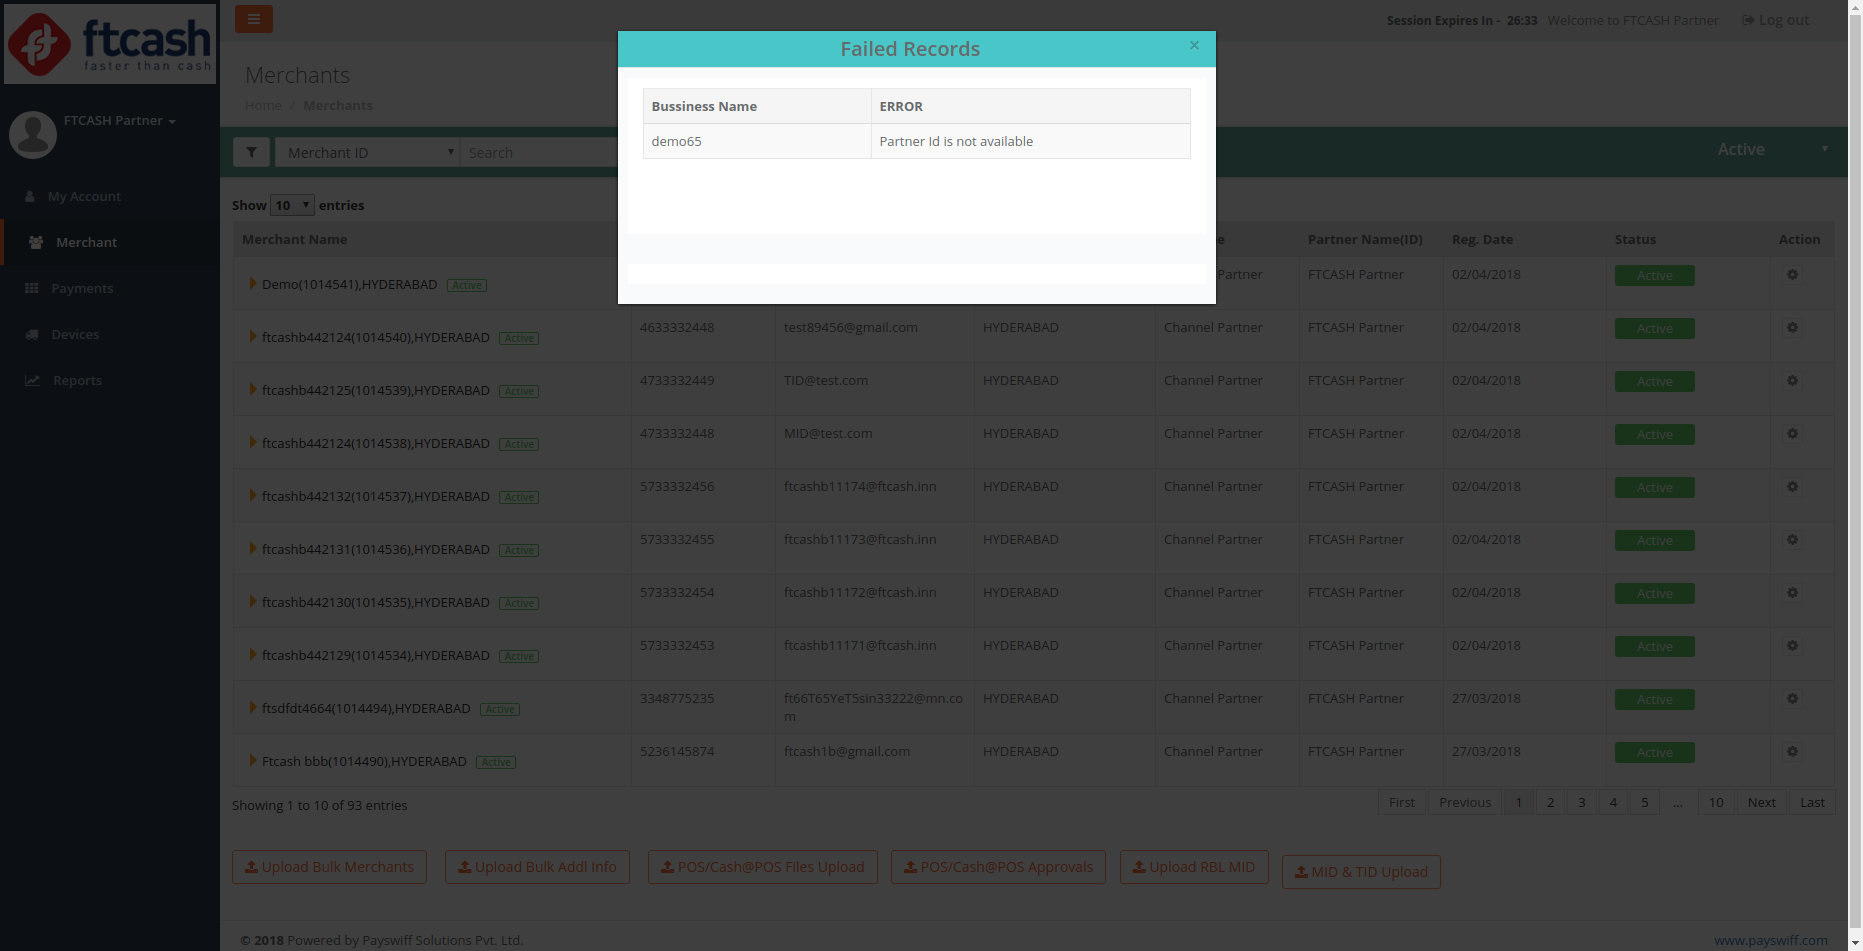 ftcash
faster than cash
Session Expires In - 26:33 Welcome to FTCASH Partner Log out
Failed Records ×
Merchants
Home / Merchants
Bussiness Name ERROR
demo65 Partner Id is not available
FTCASH Partner
My Account
Merchant
Payments
Devices
Reports
Merchant ID Search Active
Show 10 entries
Merchant Name e Partner Name(ID) Reg. Date Status Action
Demo(1014541),HYDERABAD Active Partner FTCASH Partner 02/04/2018 Active
ftcashb442124(1014540),HYDERABAD Active 4633332448 test89456@gmail.com HYDERABAD Channel Partner FTCASH Partner 02/04/2018 Active
ftcashb442125(1014539),HYDERABAD Active 4733332449 TID@test.com HYDERABAD Channel Partner FTCASH Partner 02/04/2018 Active
ftcashb442124(1014538),HYDERABAD Active 4733332448 MID@test.com HYDERABAD Channel Partner FTCASH Partner 02/04/2018 Active
ftcashb442132(1014537),HYDERABAD Active 5733332456 ftcashb11174@ftcash.inn HYDERABAD Channel Partner FTCASH Partner 02/04/2018 Active
ftcashb442131(1014536),HYDERABAD Active 5733332455 ftcashb11173@ftcash.inn HYDERABAD Channel Partner FTCASH Partner 02/04/2018 Active
ftcashb442130(1014535),HYDERABAD Active 5733332454 ftcashb11172@ftcash.inn HYDERABAD Channel Partner FTCASH Partner 02/04/2018 Active
ftcashb442129(1014534),HYDERABAD Active 5733332453 ftcashb11171@ftcash.inn HYDERABAD Channel Partner FTCASH Partner 02/04/2018 Active
ftsdfdt4664(1014494),HYDERABAD Active 3348775235 ft66T65YeT5sin33222@mn.co HYDERABAD Channel Partner FTCASH Partner 27/03/2018 Active
m
Ftcash bbb(1014490),HYDERABAD Active 5236145874 ftcash1b@gmail.com HYDERABAD Channel Partner FTCASH Partner 27/03/2018 Active
Showing 1 to 10 of 93 entries First Previous 1 2 3 4 5 ... 10 Next Last
Upload Bulk Merchants Upload Bulk Addl Info POS/Cash@POS Files Upload POS/Cash@POS Approvals Upload RBL MID MID & TID Upload
© 2018 Powered by Payswiff Solutions Pvt. Ltd. www.payswiff.com